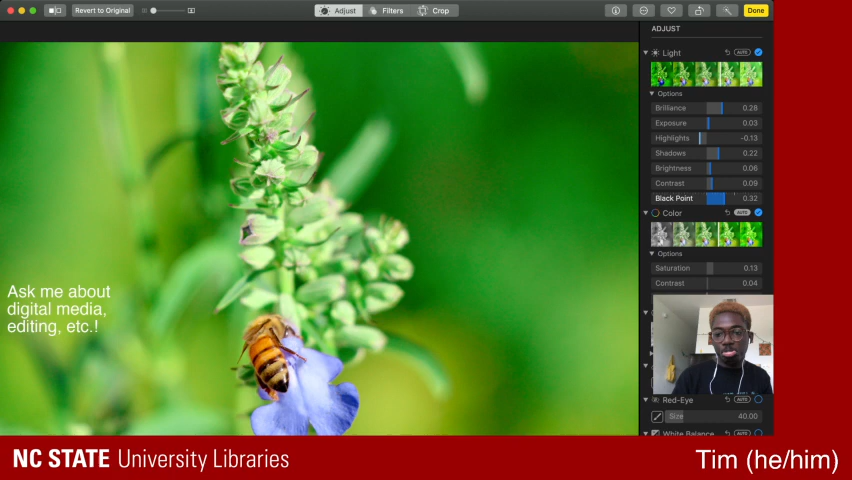 Revert to Original
Adjust
Filters
Crop
Done
ADJUST
Light
AUTO
Options
Brilliance 0.28
Exposure 0.03
Highlights -0.13
Shadows 0.22
Brightness 0.06
Contrast 0.09
Black Point 0.32
Color
AUTO
Options
Saturation 0.13
Contrast 0.04
Red-Eye
AUTO
Size 40.00
White Balance
AUTO
Ask me about
digital media,
editing, etc.!
NC STATE University Libraries
Tim (he/him)